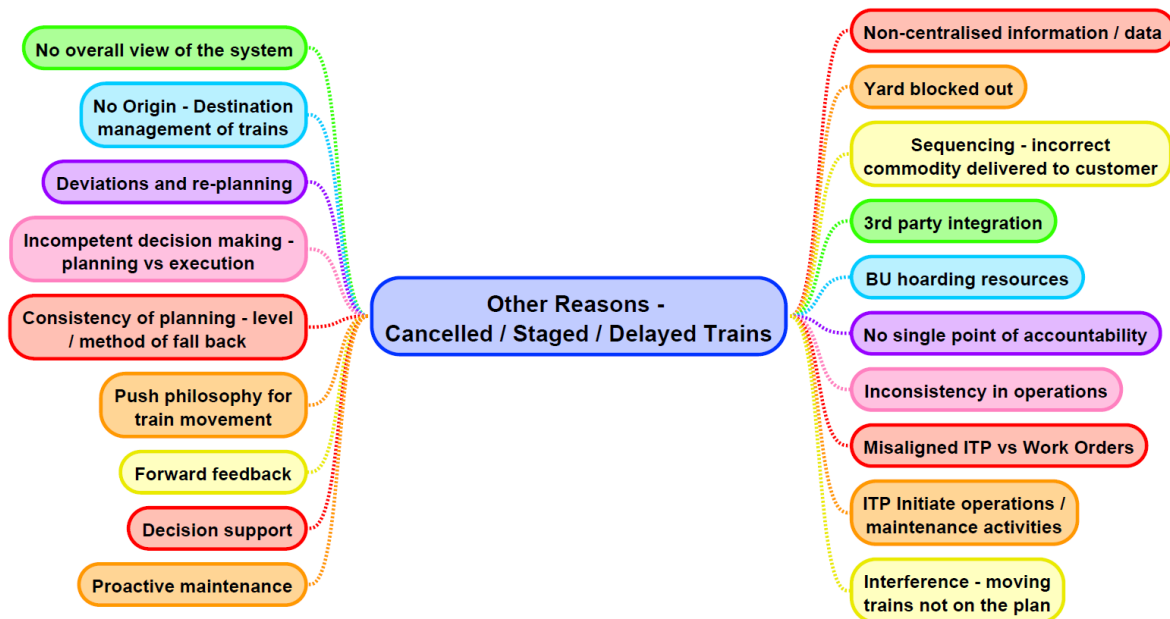 No overall view of the system
No Origin - Destination
management of trains
Deviations and re-planning
Incompetent decision making -
planning vs execution
Consistency of planning - level
/ method of fall back
Push philosophy for
train movement
Forward feedback
Decision support
Proactive maintenance
Other Reasons -
Cancelled / Staged / Delayed Trains
Non-centralised information / data
Yard blocked out
Sequencing - incorrect
commodity delivered to customer
3rd party integration
BU hoarding resources
No single point of accountability
Inconsistency in operations
Misaligned ITP vs Work Orders
ITP Initiate operations /
maintenance activities
Interference - moving
trains not on the plan